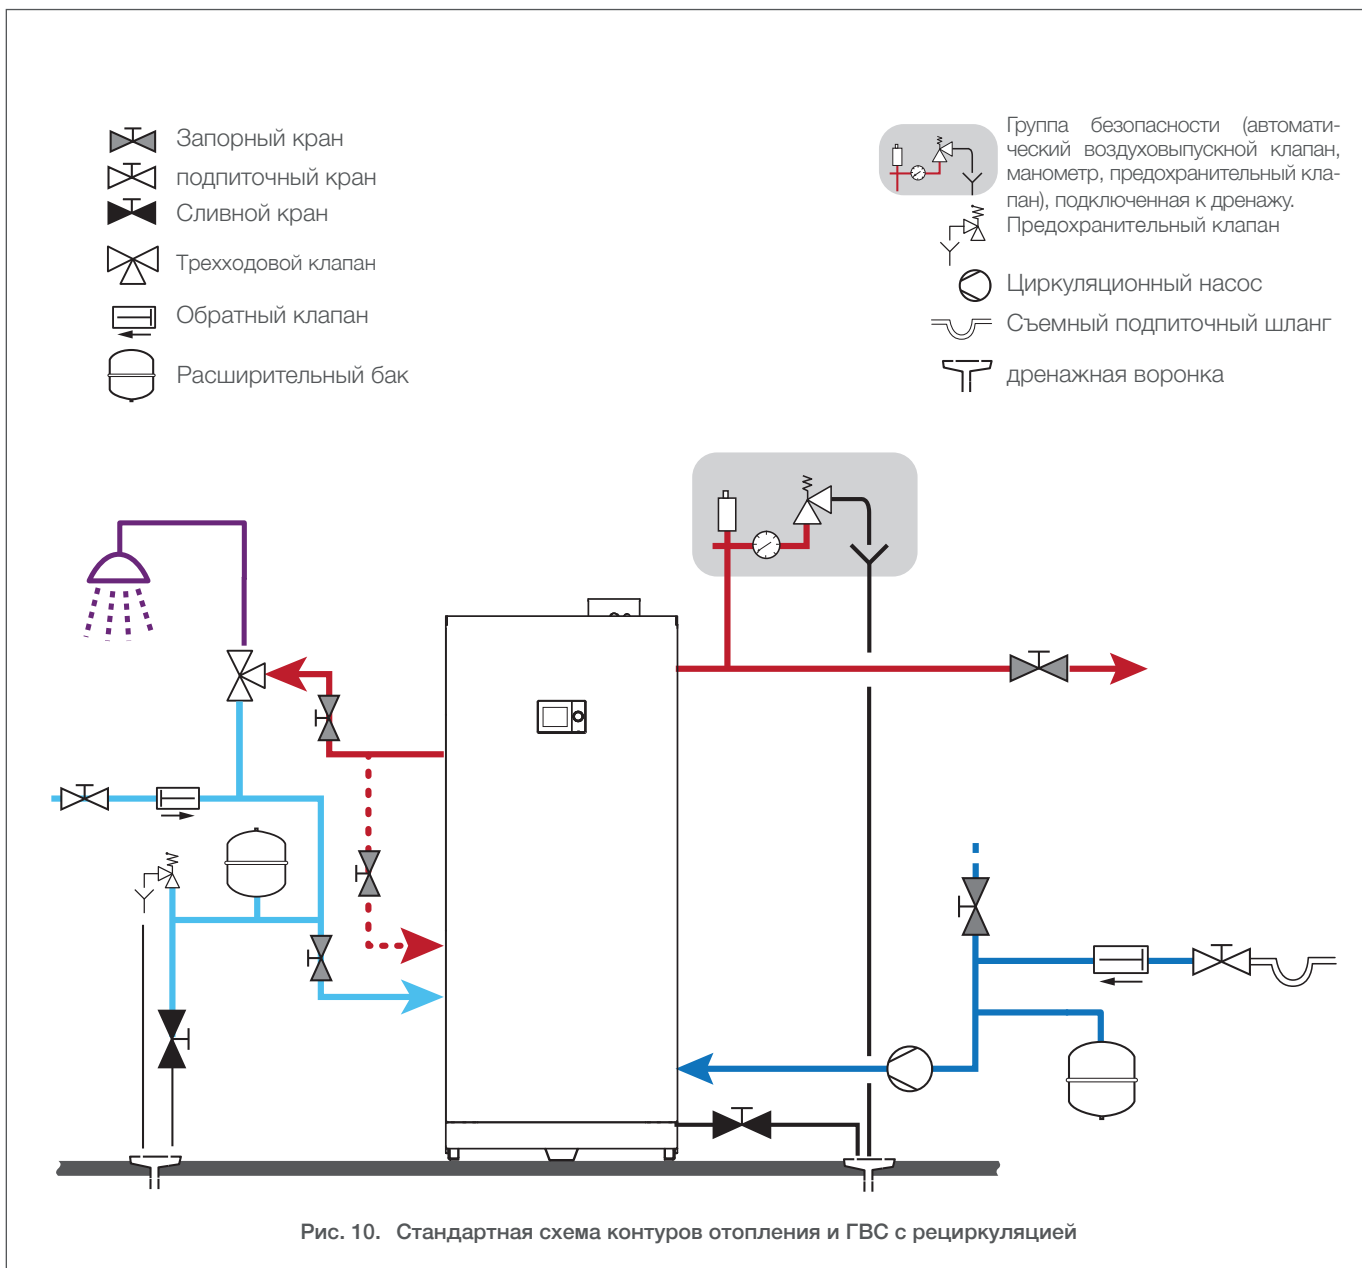 Запорный кран
подпиточный кран
Сливной кран
Трехходовой клапан
Обратный клапан
Расширительный бак
Группа безопасности (автомати-
ческий воздуховыпускной клапан,
манометр, предохранительный кла-
пан), подключенная к дренажу.
Предохранительный клапан
Циркуляционный насос
Съемный подпиточный шланг
дренажная воронка
Рис. 10. Стандартная схема контуров отопления и ГВС с рециркуляцией